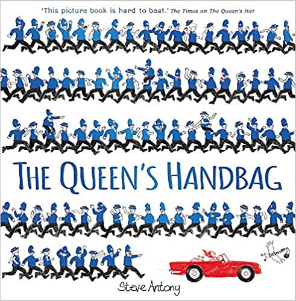 'This picture book is hard to beat.' The Times on The Queen's Hat
THE QUEEN'S HANDBAG
Steve Antony